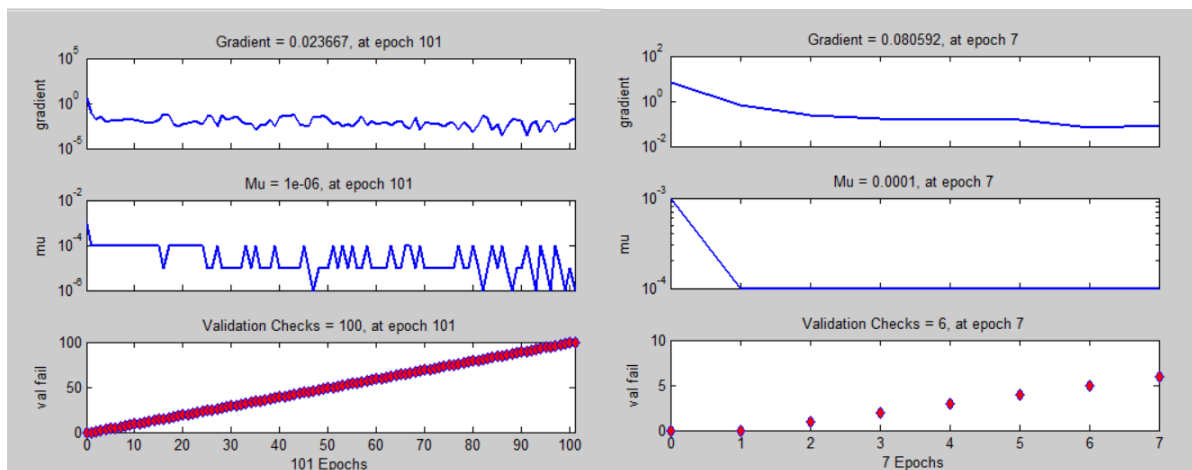 Gradient = 0.023667, at epoch 101
10^5
10^0
10^-5
gradient
Mu = 1e-06, at epoch 101
10^-2
10^-4
10^-6
mu
Validation Checks = 100, at epoch 101
100
50
0
val fail
0 10 20 30 40 50 60 70 80 90 100
101 Epochs
Gradient = 0.080592, at epoch 7
10^2
10^0
10^-2
gradient
Mu = 0.0001, at epoch 7
10^-3
10^-4
mu
Validation Checks = 6, at epoch 7
10
5
0
val fail
0 1 2 3 4 5 6 7
7 Epochs